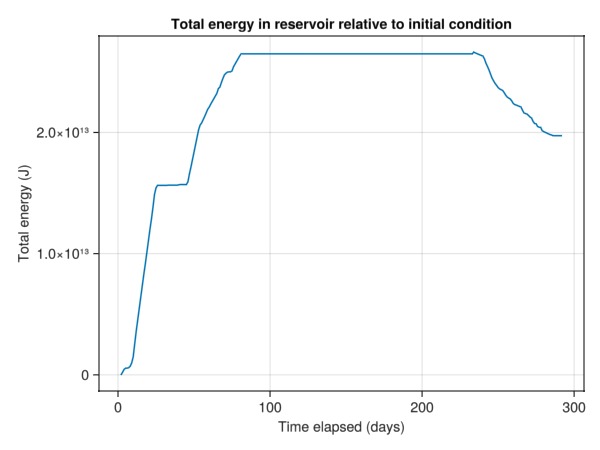 Total energy in reservoir relative to initial condition
Total energy (J)
2.0×10¹³
1.0×10¹³
0
0 100 200 300
Time elapsed (days)